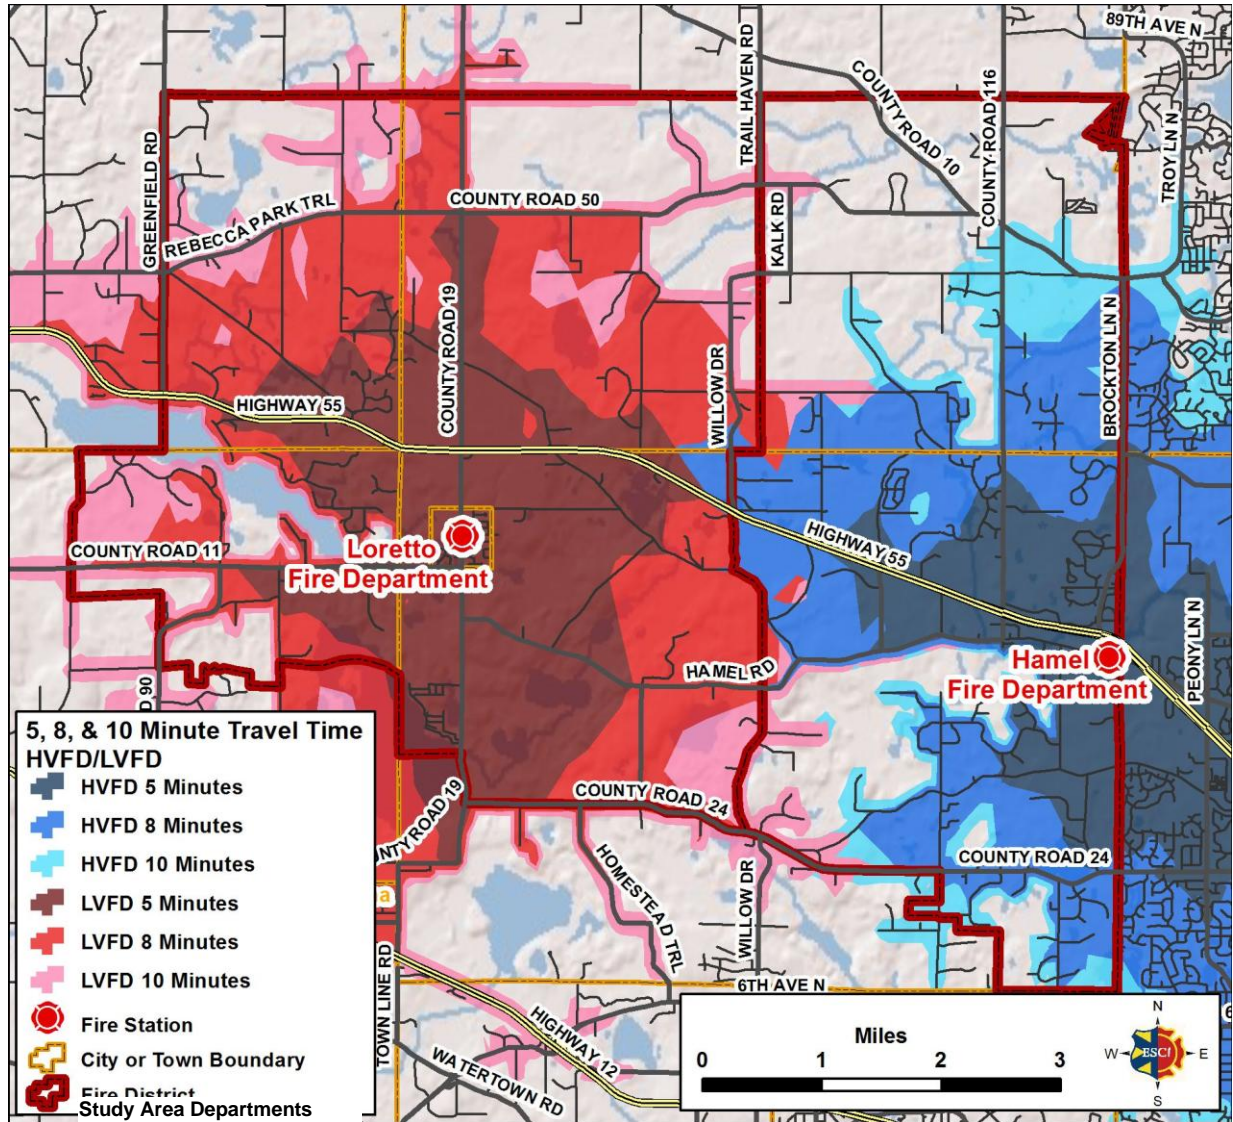 89TH AVE N
TRAIL HAVEN RD
COUNTY ROAD 10
COUNTY ROAD 116
TROY LN N
GREENFIELD RD
REBECCA PARK TRL
COUNTY ROAD 50
KALK RD
COUNTY ROAD 19
BROCKTON LN N
HIGHWAY 55
WILLOW DR
HIGHWAY 55
Loretto
Fire Department
COUNTY ROAD 11
PEONY LN N
HAMEL RD
Hamel
Fire Department
D 90
COUNTY ROAD 24
UNTY ROAD 19
COUNTY ROAD 24
HOMESTEAD TRL
WILLOW DR
a
TOWN LINE RD
6TH AVE N
HIGHWAY 12
WATERTOWN RD
6
5, 8, & 10 Minute Travel Time
HVFD/LVFD
HVFD 5 Minutes
HVFD 8 Minutes
HVFD 10 Minutes
LVFD 5 Minutes
LVFD 8 Minutes
LVFD 10 Minutes
Fire Station
City or Town Boundary
Fire District
Study Area Departments
Miles
0 1 2 3
N
W E
ESCi
S